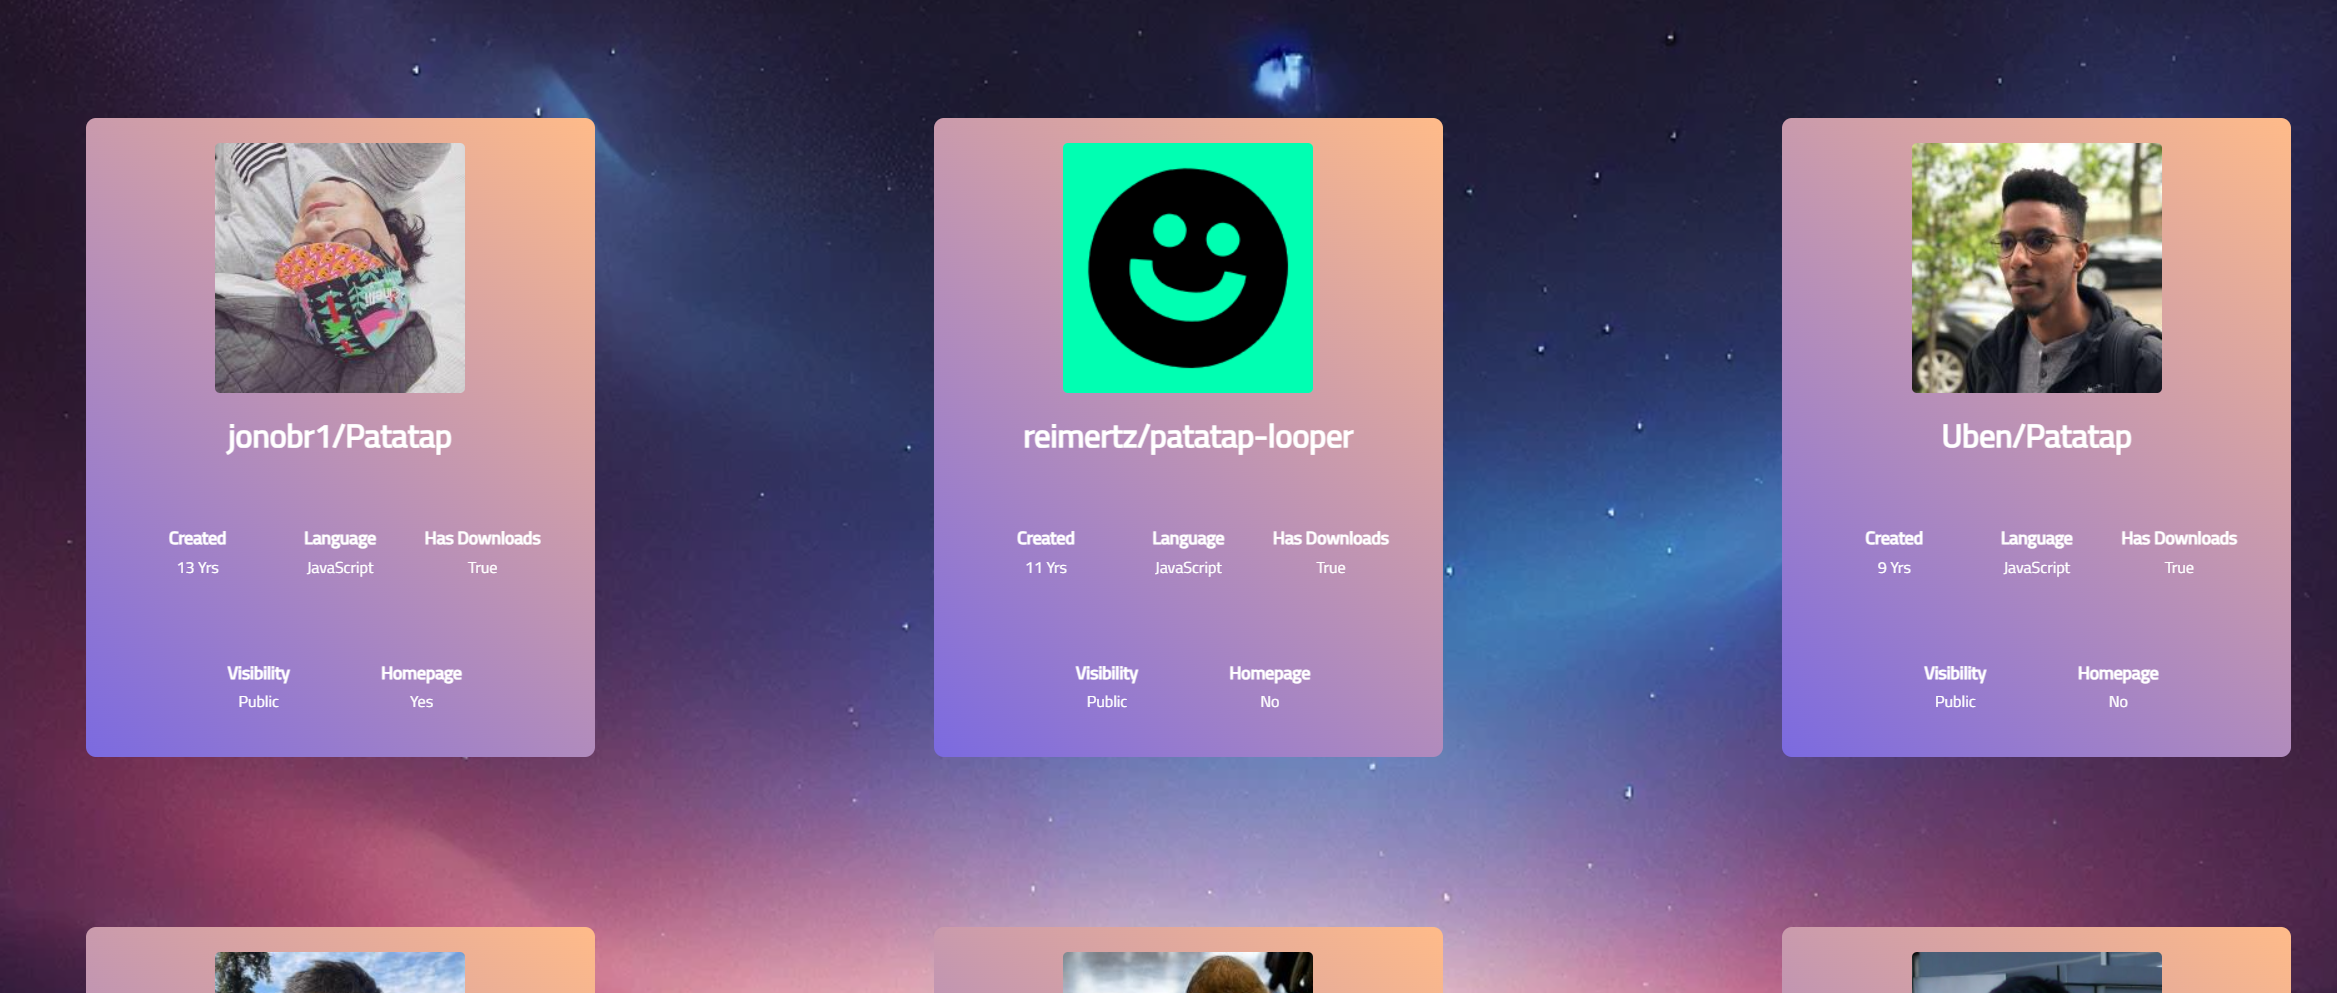 jonobr1/Patatap
Created Language Has Downloads
13 Yrs JavaScript True
Visibility Homepage
Public Yes
reimertz/patatap-looper
Created Language Has Downloads
11 Yrs JavaScript True
Visibility Homepage
Public No
Uben/Patatap
Created Language Has Downloads
9 Yrs JavaScript True
Visibility Homepage
Public No